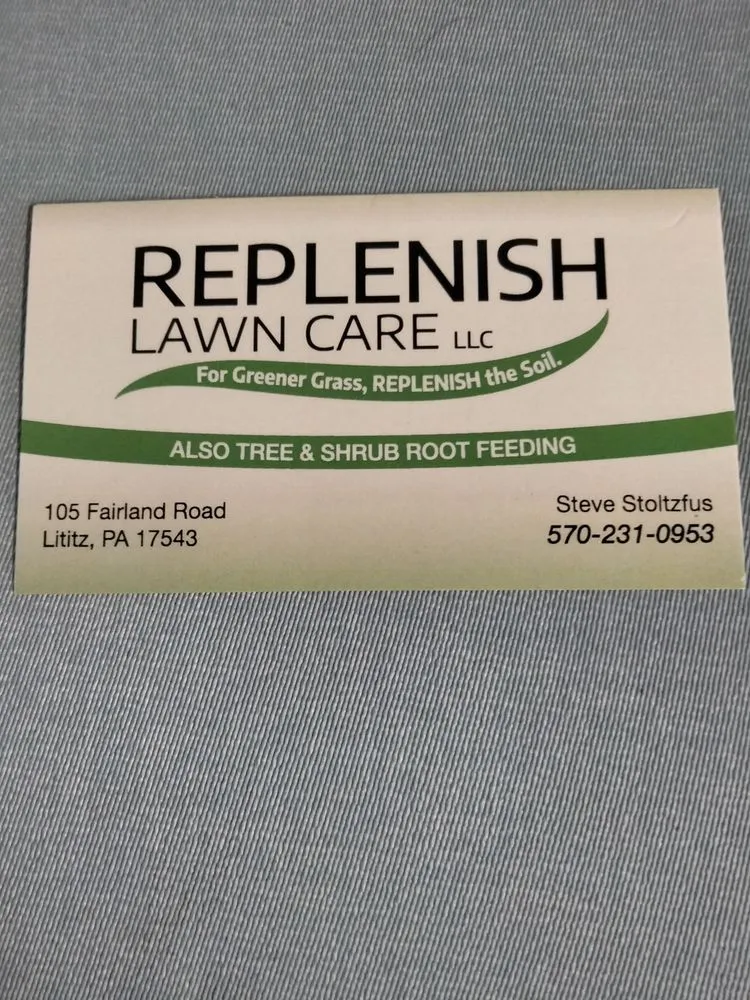 REPLENISH
LAWN CARE LLC
For Greener Grass, REPLENISH the Soil.
ALSO TREE & SHRUB ROOT FEEDING
105 Fairland Road
Lititz, PA 17543
Steve Stoltzfus
570-231-0953